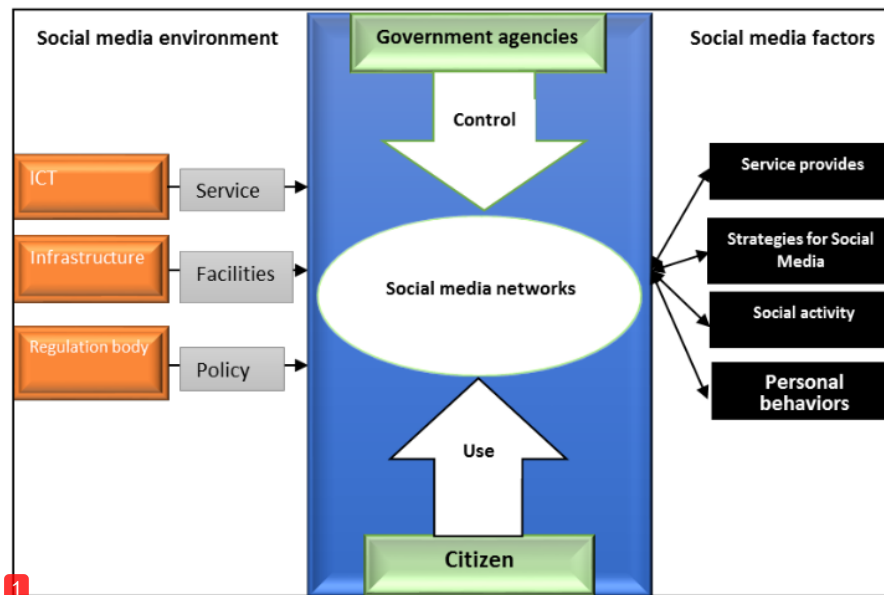 Social media environment
Government agencies
Social media factors
Control
ICT
Service
Infrastructure
Facilities
Regulation body
Policy
Social media networks
Service provides
Strategies for Social
Media
Social activity
Personal
behaviors
Use
Citizen
1